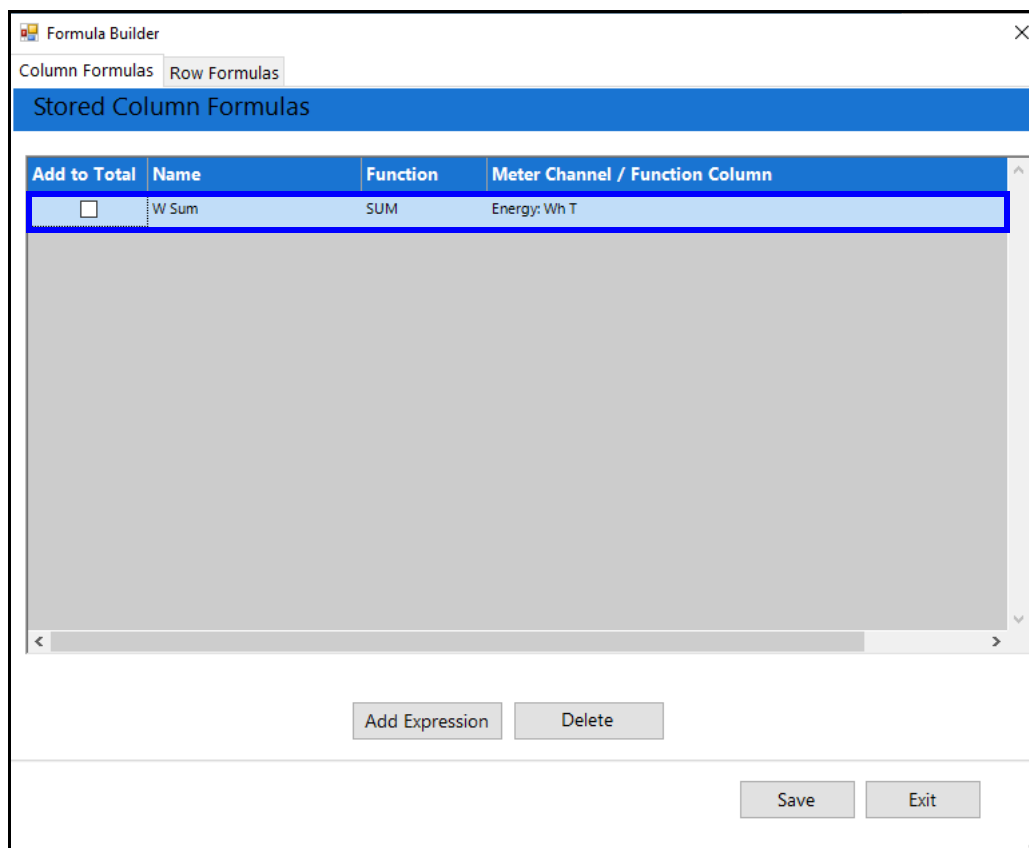 Formula Builder
Column Formulas Row Formulas
Stored Column Formulas
Add to Total Name Function Meter Channel / Function Column
W Sum SUM Energy: Wh T
Add Expression Delete
Save Exit